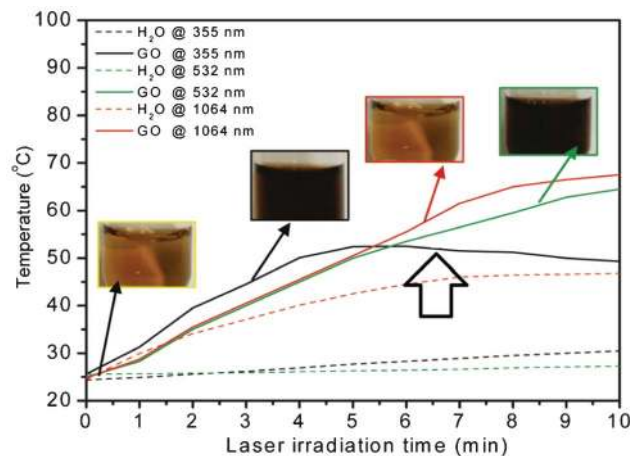 100
90
80
70
60
50
40
30
20
Temperature (°C)
H₂O @ 355 nm
GO @ 355 nm
H₂O @ 532 nm
GO @ 532 nm
H₂O @ 1064 nm
GO @ 1064 nm
0 1 2 3 4 5 6 7 8 9 10
Laser irradiation time (min)